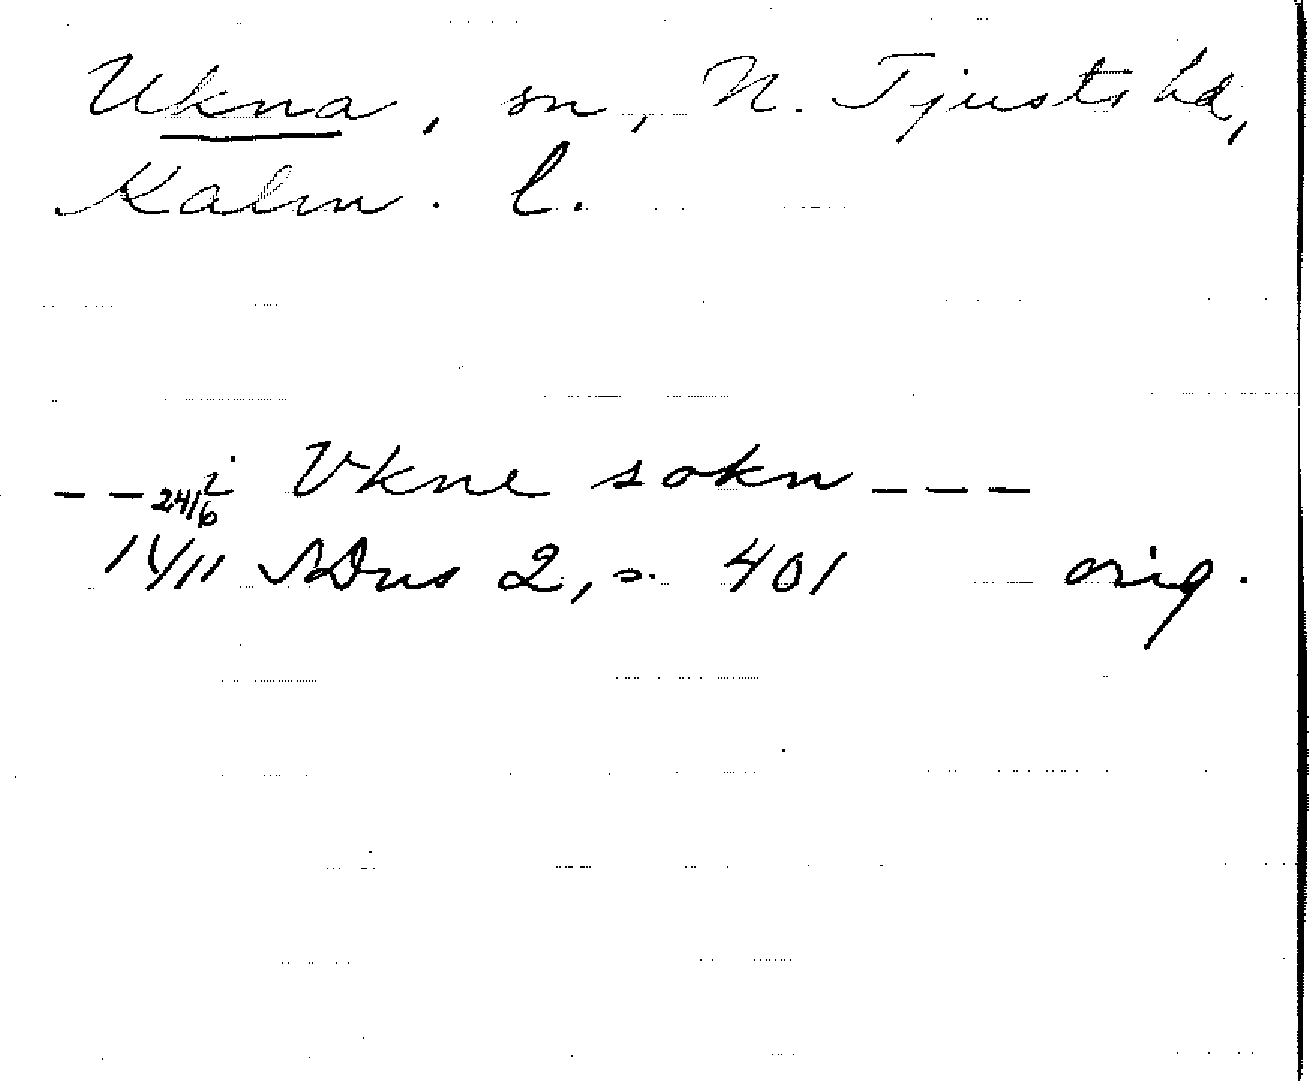 Ukna, sn, N. Tjusts hd,
Kalm. l.
-- i Vkne sokn ---
24/6
1411 SDns 2, s. 401 orig.